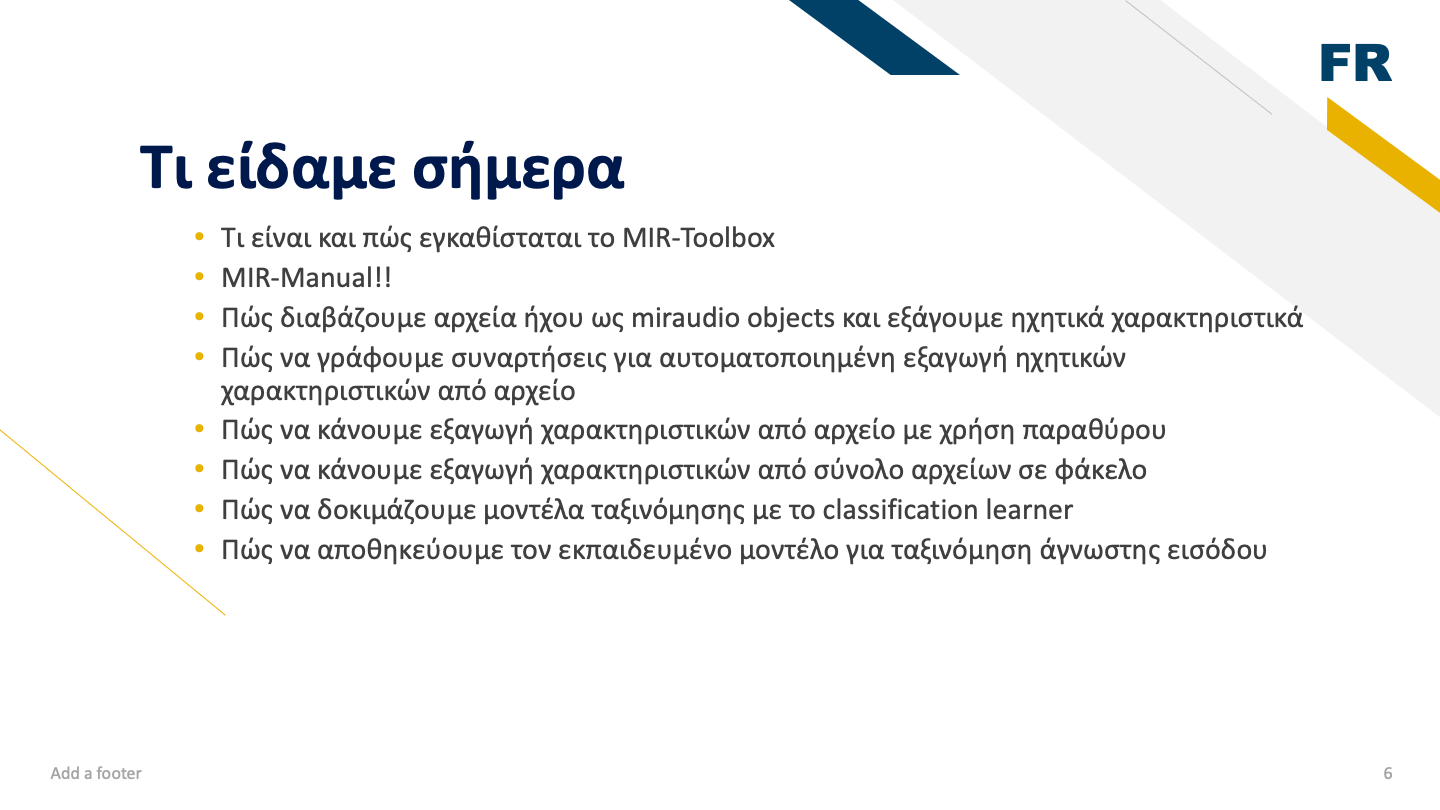 FR
Τι είδαμε σήμερα
• Τι είναι και πώς εγκαθίσταται το MIR-Toolbox
• MIR-Manual!!
• Πώς διαβάζουμε αρχεία ήχου ως miraudio objects και εξάγουμε ηχητικά χαρακτηριστικά
• Πώς να γράφουμε συναρτήσεις για αυτοματοποιημένη εξαγωγή ηχητικών
χαρακτηριστικών από αρχείο
• Πώς να κάνουμε εξαγωγή χαρακτηριστικών από αρχείο με χρήση παραθύρου
• Πώς να κάνουμε εξαγωγή χαρακτηριστικών από σύνολο αρχείων σε φάκελο
• Πώς να δοκιμάζουμε μοντέλα ταξινόμησης με το classification learner
• Πώς να αποθηκεύουμε τον εκπαιδευμένο μοντέλο για ταξινόμηση άγνωστης εισόδου
Add a footer
6